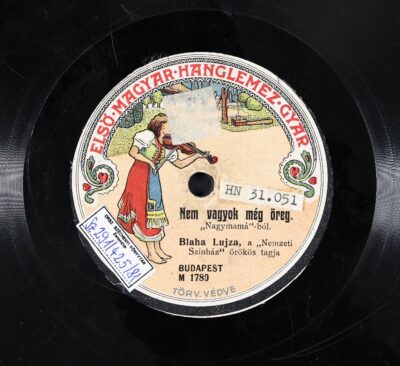 ELSŐ·MAGYAR·HANGLEMEZ·GYÁR
HN 31.051
Nem vagyok még öreg.
„Nagymamá“-ból.
Blaha Lujza, a „Nemzeti
Szinház“ örökös tagja
BUDAPEST
M 1780
TÖRV. VÉDVE